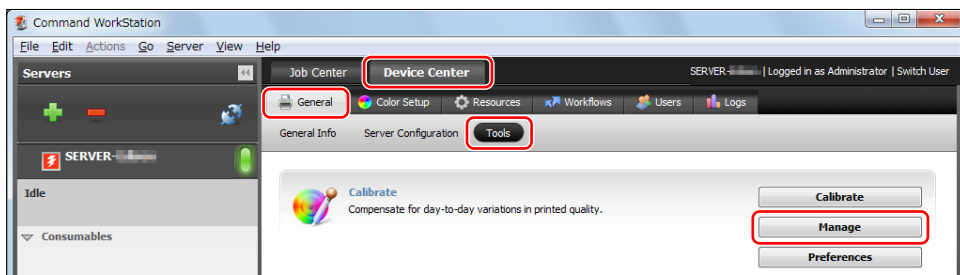 Command WorkStation
File Edit Actions Go Server View Help
Servers
Job Center Device Center SERVER- | Logged in as Administrator | Switch User
General Color Setup Resources Workflows Users Logs
General Info Server Configuration Tools
SERVER-
Idle
Consumables
Calibrate
Compensate for day-to-day variations in printed quality.
Calibrate
Manage
Preferences